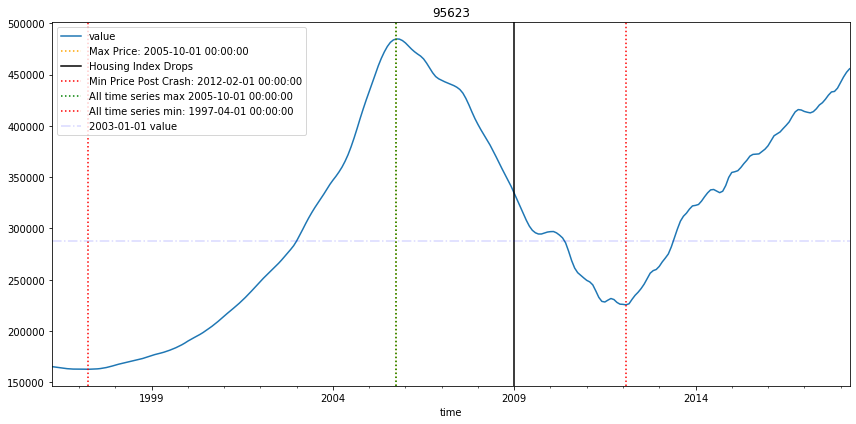 95623
500000
450000
400000
350000
300000
250000
200000
150000
value
Max Price: 2005-10-01 00:00:00
Housing Index Drops
Min Price Post Crash: 2012-02-01 00:00:00
All time series max 2005-10-01 00:00:00
All time series min: 1997-04-01 00:00:00
2003-01-01 value
1999 2004 2009 2014
time